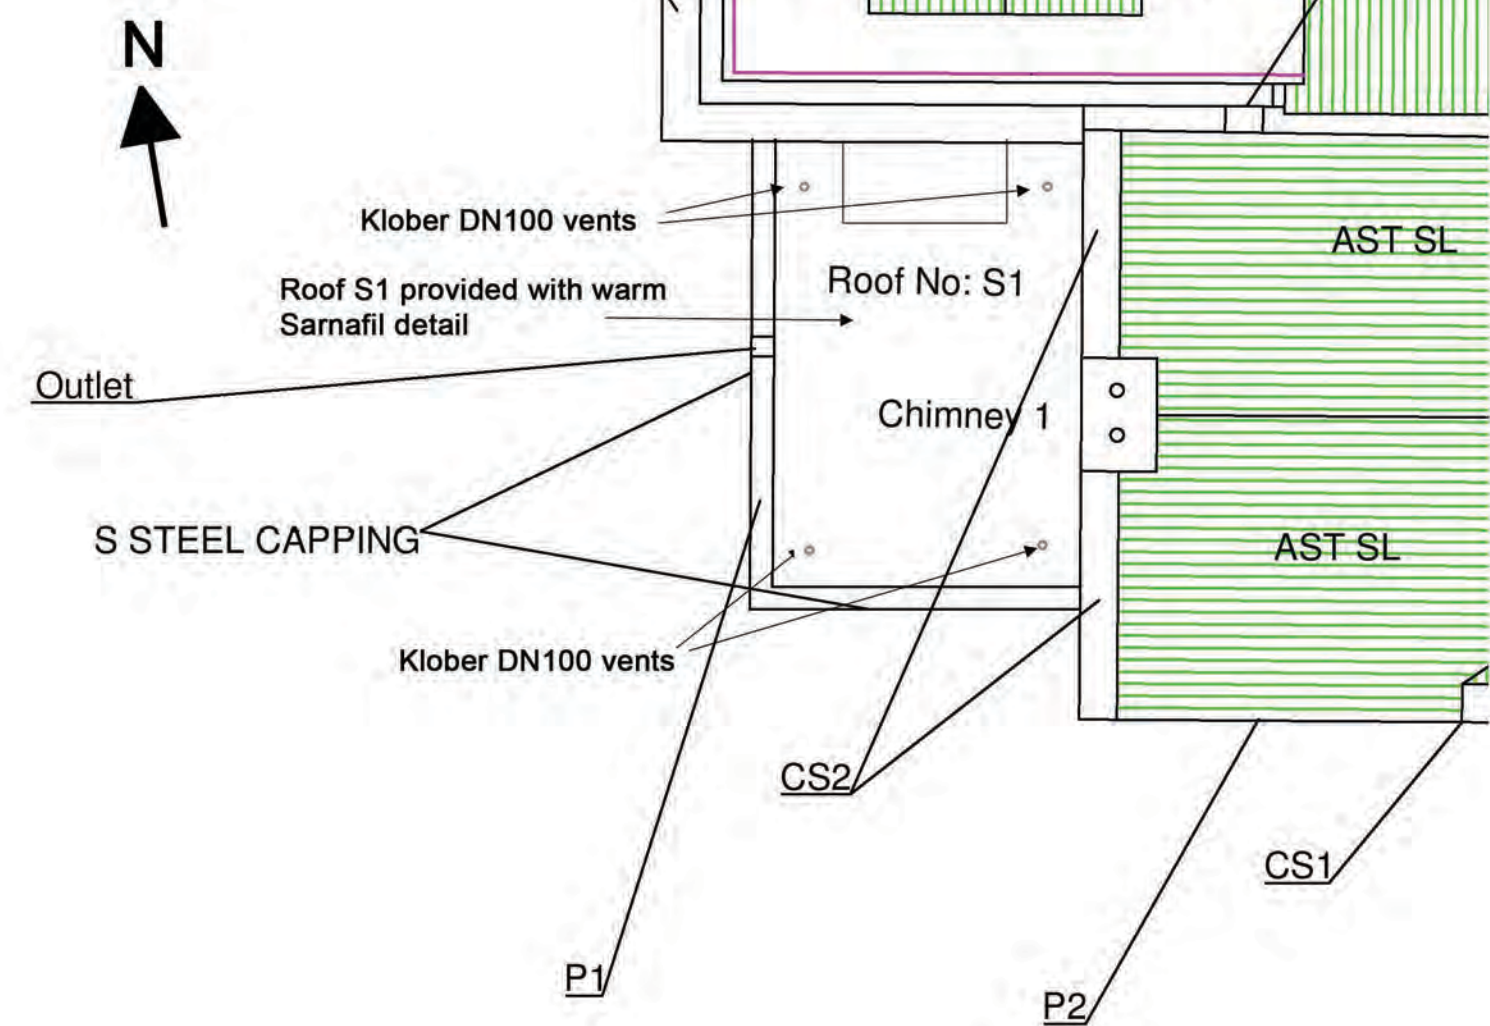 N
Klober DN100 vents
AST SL
Roof No: S1
Roof S1 provided with warm
Sarnafil detail
Outlet
Chimney 1
S STEEL CAPPING
AST SL
Klober DN100 vents
CS2
CS1
P1
P2